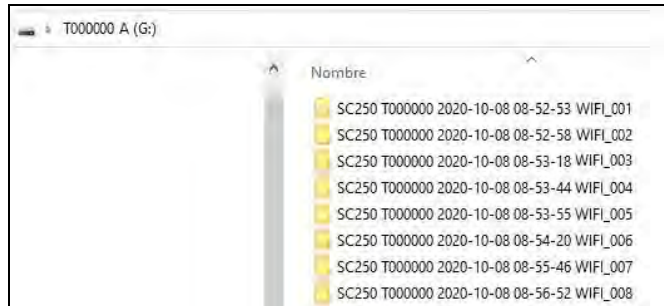 T000000 A (G:)
Nombre
SC250 T000000 2020-10-08 08-52-53 WIFI_001
SC250 T000000 2020-10-08 08-52-58 WIFI_002
SC250 T000000 2020-10-08 08-53-18 WIFI_003
SC250 T000000 2020-10-08 08-53-44 WIFI_004
SC250 T000000 2020-10-08 08-53-55 WIFI_005
SC250 T000000 2020-10-08 08-54-20 WIFI_006
SC250 T000000 2020-10-08 08-55-46 WIFI_007
SC250 T000000 2020-10-08 08-56-52 WIFI_008